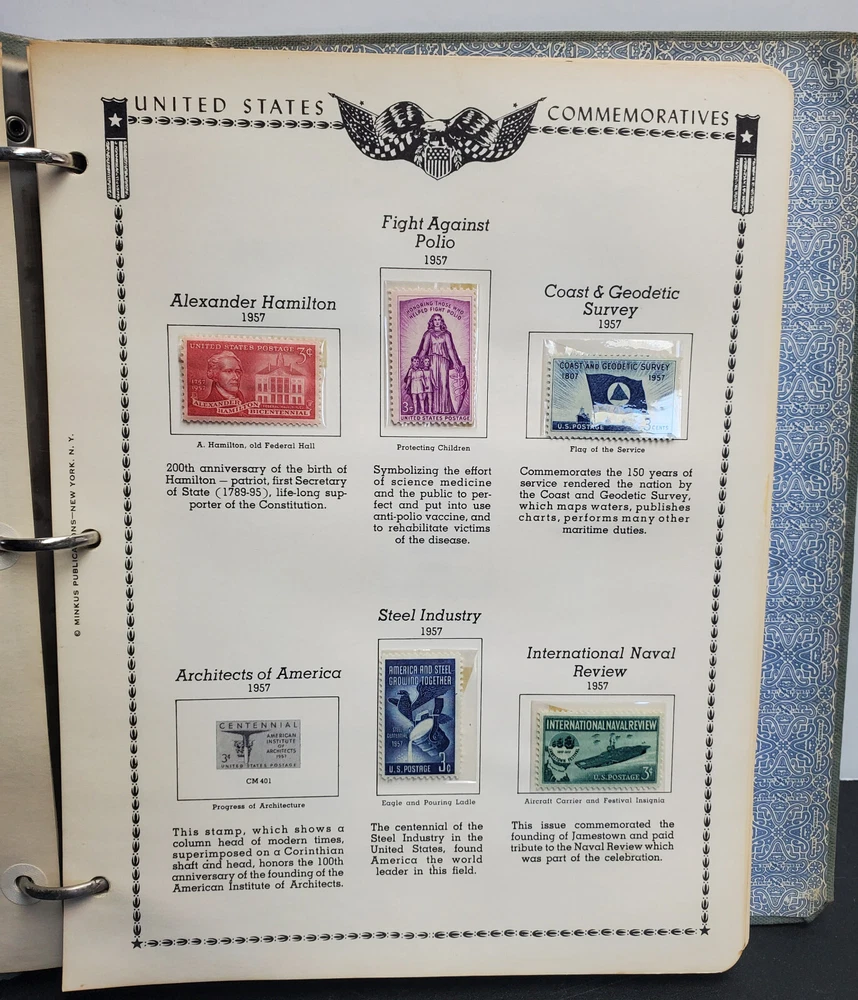 UNITED STATES COMMEMORATIVES
Fight Against
Polio
1957
Alexander Hamilton
1957
Coast & Geodetic
Survey
1957
HONORING THOSE WHO
HELPED FIGHT POLIO
3¢
UNITED STATES POSTAGE
UNITED STATES POSTAGE 3¢
1757
1957
ALEXANDER
HAMILTON BICENTENNIAL
COAST AND GEODETIC SURVEY
1807 1957
U.S. POSTAGE 3 CENTS
A. Hamilton, old Federal Hall
Protecting Children
Flag of the Service
200th anniversary of the birth of
Hamilton — patriot, first Secretary
of State (1789-95), life-long sup-
porter of the Constitution.
Symbolizing the effort
of science medicine
and the public to per-
fect and put into use
anti-polio vaccine, and
to rehabilitate victims
of the disease.
Commemorates the 150 years of
service rendered the nation by
the Coast and Geodetic Survey,
which maps waters, publishes
charts, performs many other
maritime duties.
© MINKUS PUBLICATIONS—NEW YORK, N. Y.
Steel Industry
1957
Architects of America
1957
International Naval
Review
1957
CENTENNIAL
AMERICAN
INSTITUTE
OF
ARCHITECTS
1957
3¢
UNITED STATES POSTAGE
CM 401
AMERICA AND STEEL
GROWING TOGETHER
STEEL
CENTENNIAL
1957
3¢
U.S. POSTAGE
INTERNATIONAL NAVAL REVIEW
U.S. POSTAGE 3¢
Progress of Architecture
Eagle and Pouring Ladle
Aircraft Carrier and Festival Insignia
This stamp, which shows a
column head of modern times,
superimposed on a Corinthian
shaft and head, honors the 100th
anniversary of the founding of the
American Institute of Architects.
The centennial of the
Steel Industry in the
United States, found
America the world
leader in this field.
This issue commemorated the
founding of Jamestown and paid
tribute to the Naval Review which
was part of the celebration.